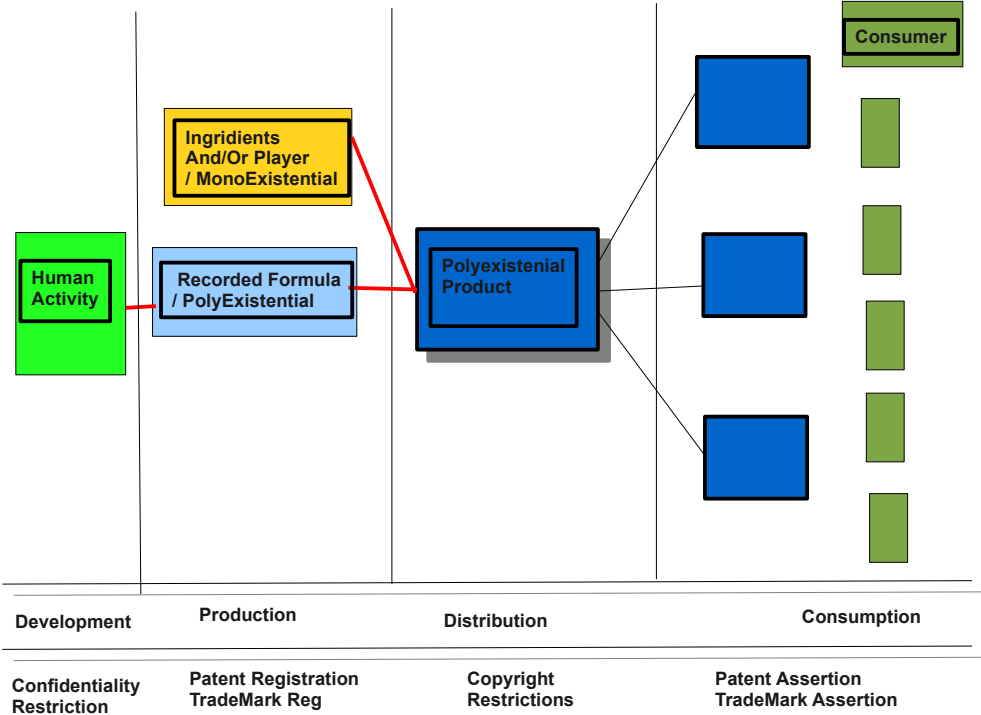 Consumer
Ingridients
And/Or Player
/ MonoExistential
Human
Activity
Recorded Formula
/ PolyExistential
Polyexistenial
Product
Development
Production
Distribution
Consumption
Confidentiality
Restriction
Patent Registration
TradeMark Reg
Copyright
Restrictions
Patent Assertion
TradeMark Assertion